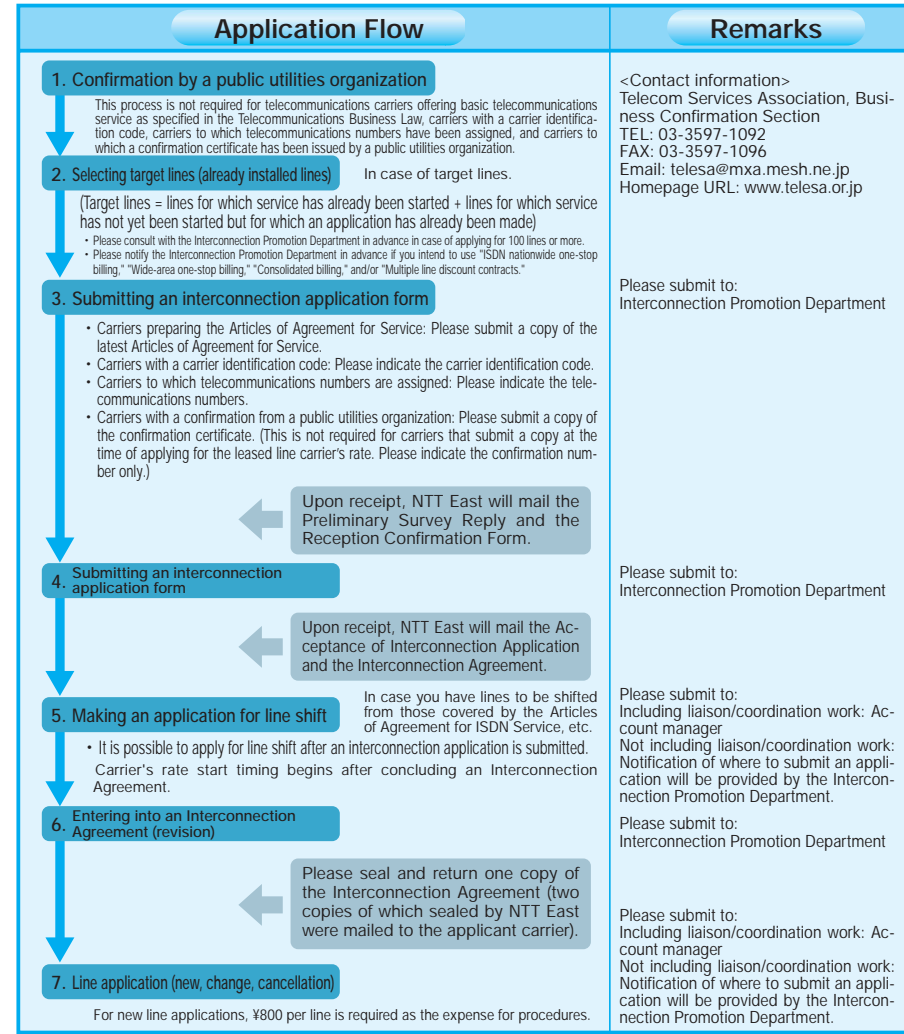 Application Flow
Remarks
1. Confirmation by a public utilities organization
This process is not required for telecommunications carriers offering basic telecommunications
service as specified in the Telecommunications Business Law, carriers with a carrier identifica-
tion code, carriers to which telecommunications numbers have been assigned, and carriers to
which a confirmation certificate has been issued by a public utilities organization.
<Contact information>
Telecom Services Association, Busi-
ness Confirmation Section
TEL: 03-3597-1092
FAX: 03-3597-1096
Email: telesa@mxa.mesh.ne.jp
Homepage URL: www.telesa.or.jp
2. Selecting target lines (already installed lines)
In case of target lines.
(Target lines = lines for which service has already been started + lines for which service
has not yet been started but for which an application has already been made)
• Please consult with the Interconnection Promotion Department in advance in case of applying for 100 lines or more.
• Please notify the Interconnection Promotion Department in advance if you intend to use "ISDN nationwide one-stop
billing," "Wide-area one-stop billing," "Consolidated billing," and/or "Multiple line discount contracts."
3. Submitting an interconnection application form
Please submit to:
Interconnection Promotion Department
• Carriers preparing the Articles of Agreement for Service: Please submit a copy of the
latest Articles of Agreement for Service.
• Carriers with a carrier identification code: Please indicate the carrier identification code.
• Carriers to which telecommunications numbers are assigned: Please indicate the tele-
communications numbers.
• Carriers with a confirmation from a public utilities organization: Please submit a copy of
the confirmation certificate. (This is not required for carriers that submit a copy at the
time of applying for the leased line carrier's rate. Please indicate the confirmation num-
ber only.)
Upon receipt, NTT East will mail the
Preliminary Survey Reply and the
Reception Confirmation Form.
4. Submitting an interconnection
application form
Please submit to:
Interconnection Promotion Department
Upon receipt, NTT East will mail the Ac-
ceptance of Interconnection Application
and the Interconnection Agreement.
5. Making an application for line shift
In case you have lines to be shifted
from those covered by the Articles
of Agreement for ISDN Service, etc.
• It is possible to apply for line shift after an interconnection application is submitted.
Carrier's rate start timing begins after concluding an Interconnection
Agreement.
Please submit to:
Including liaison/coordination work: Ac-
count manager
Not including liaison/coordination work:
Notification of where to submit an appli-
cation will be provided by the Intercon-
nection Promotion Department.
6. Entering into an Interconnection
Agreement (revision)
Please submit to:
Interconnection Promotion Department
Please seal and return one copy of
the Interconnection Agreement (two
copies of which sealed by NTT East
were mailed to the applicant carrier).
7. Line application (new, change, cancellation)
For new line applications, ¥800 per line is required as the expense for procedures.
Please submit to:
Including liaison/coordination work: Ac-
count manager
Not including liaison/coordination work:
Notification of where to submit an appli-
cation will be provided by the Intercon-
nection Promotion Department.